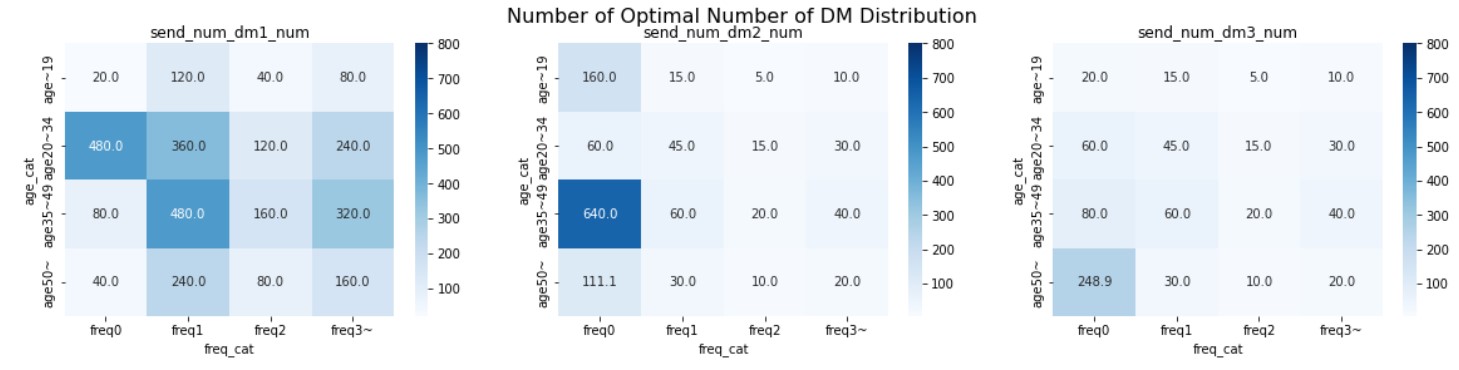 Number of Optimal Number of DM Distribution
send_num_dm1_num
age_cat
age~19
age20~34
age35~49
age50~
20.0 120.0 40.0 80.0
480.0 360.0 120.0 240.0
80.0 480.0 160.0 320.0
40.0 240.0 80.0 160.0
freq0 freq1 freq2 freq3~
freq_cat
800
700
600
500
400
300
200
100
send_num_dm2_num
age_cat
age~19
age20~34
age35~49
age50~
160.0 15.0 5.0 10.0
60.0 45.0 15.0 30.0
640.0 60.0 20.0 40.0
111.1 30.0 10.0 20.0
freq0 freq1 freq2 freq3~
freq_cat
800
700
600
500
400
300
200
100
send_num_dm3_num
age_cat
age~19
age20~34
age35~49
age50~
20.0 15.0 5.0 10.0
60.0 45.0 15.0 30.0
80.0 60.0 20.0 40.0
248.9 30.0 10.0 20.0
freq0 freq1 freq2 freq3~
freq_cat
800
700
600
500
400
300
200
100